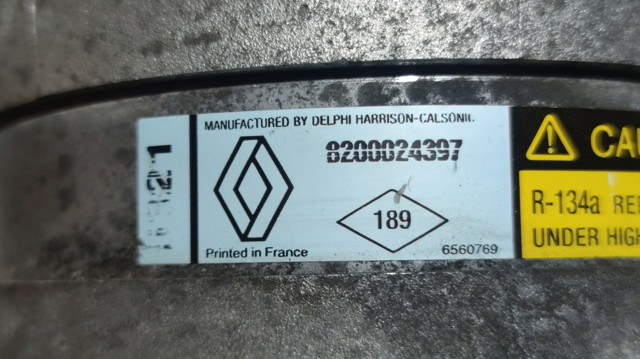 MANUFACTURED BY DELPHI HARRISON-CALSONIC
8200024397
189
Printed in France
6560769
R-134a
UNDER HIGH